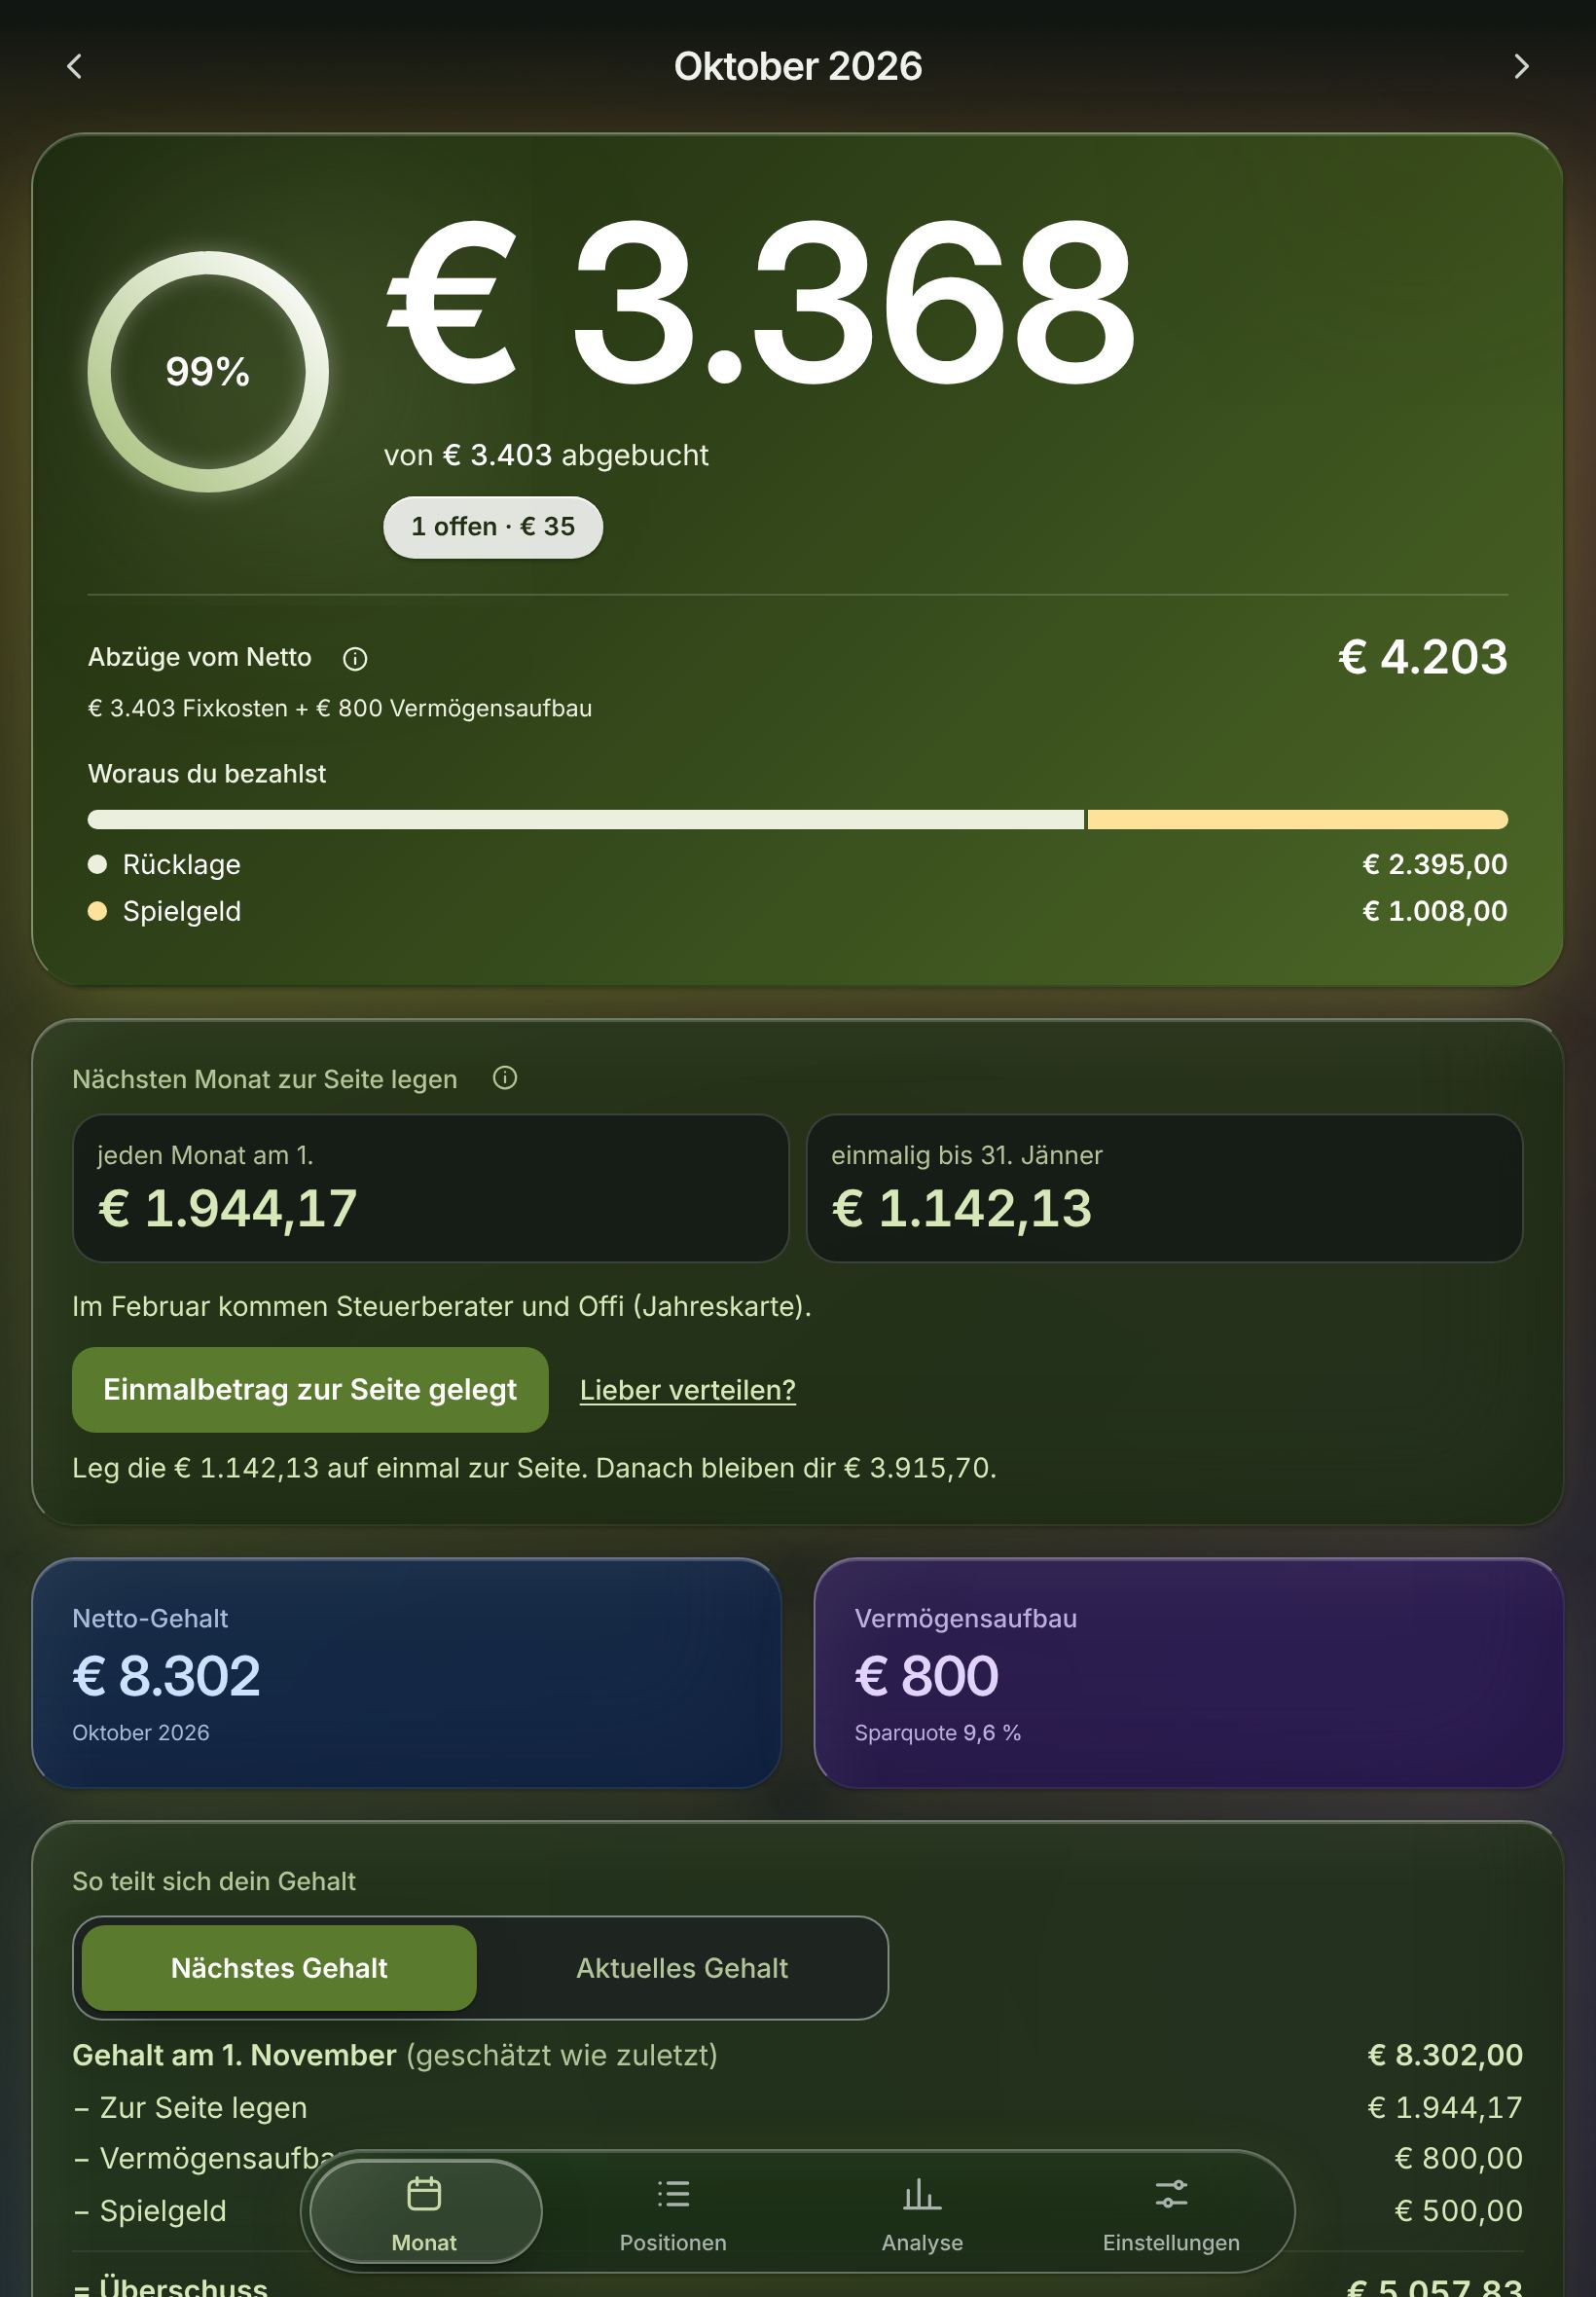 Oktober 2026
99%
€ 3.368
von € 3.403 abgebucht
1 offen · € 35
Abzüge vom Netto
€ 4.203
€ 3.403 Fixkosten + € 800 Vermögensaufbau
Woraus du bezahlst
Rücklage € 2.395,00
Spielgeld € 1.008,00
Nächsten Monat zur Seite legen
jeden Monat am 1.
€ 1.944,17
einmalig bis 31. Jänner
€ 1.142,13
Im Februar kommen Steuerberater und Offi (Jahreskarte).
Einmalbetrag zur Seite gelegt
Lieber verteilen?
Leg die € 1.142,13 auf einmal zur Seite. Danach bleiben dir € 3.915,70.
Netto-Gehalt
€ 8.302
Oktober 2026
Vermögensaufbau
€ 800
Sparquote 9,6 %
So teilt sich dein Gehalt
Nächstes Gehalt
Aktuelles Gehalt
Gehalt am 1. November (geschätzt wie zuletzt) € 8.302,00
– Zur Seite legen € 1.944,17
– Vermögensaufba € 800,00
– Spielgeld € 500,00
= Überschuss € 5.057,83
Monat
Positionen
Analyse
Einstellungen